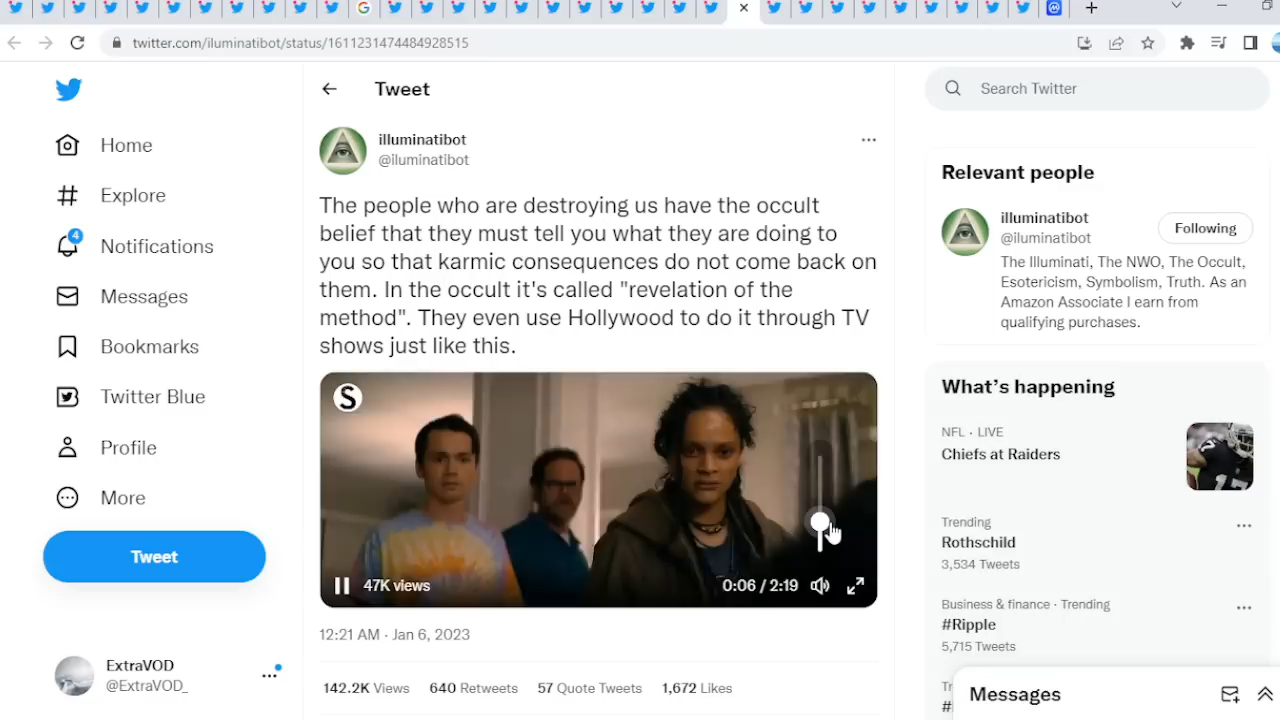 twitter.com/iluminatibot/status/1611231474484928515
Home
Explore
4
Notifications
Messages
Bookmarks
Twitter Blue
Profile
More
Tweet
ExtraVOD
@ExtraVOD_
Tweet
illuminatibot
@iluminatibot
The people who are destroying us have the occult
belief that they must tell you what they are doing to
you so that karmic consequences do not come back on
them. In the occult it's called "revelation of the
method". They even use Hollywood to do it through TV
shows just like this.
S
47K views
0:06 / 2:19
12:21 AM · Jan 6, 2023
142.2K Views 640 Retweets 57 Quote Tweets 1,672 Likes
Search Twitter
Relevant people
illuminatibot
@iluminatibot
Following
The Illuminati, The NWO, The Occult,
Esotericism, Symbolism, Truth. As an
Amazon Associate I earn from
qualifying purchases.
What's happening
NFL · LIVE
Chiefs at Raiders
Trending
Rothschild
3,534 Tweets
Business & finance · Trending
#Ripple
5,715 Tweets
Messages